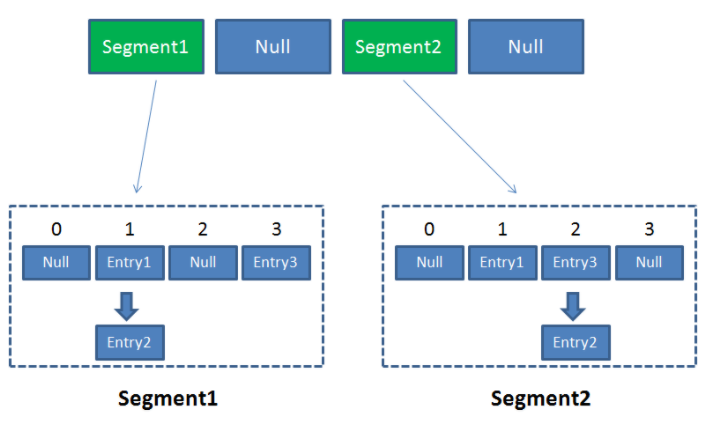 Segment1 Null Segment2 Null
0 1 2 3 0 1 2 3
Null Entry1 Null Entry3 Null Entry1 Entry3 Null
Entry2 Entry2
Segment1 Segment2